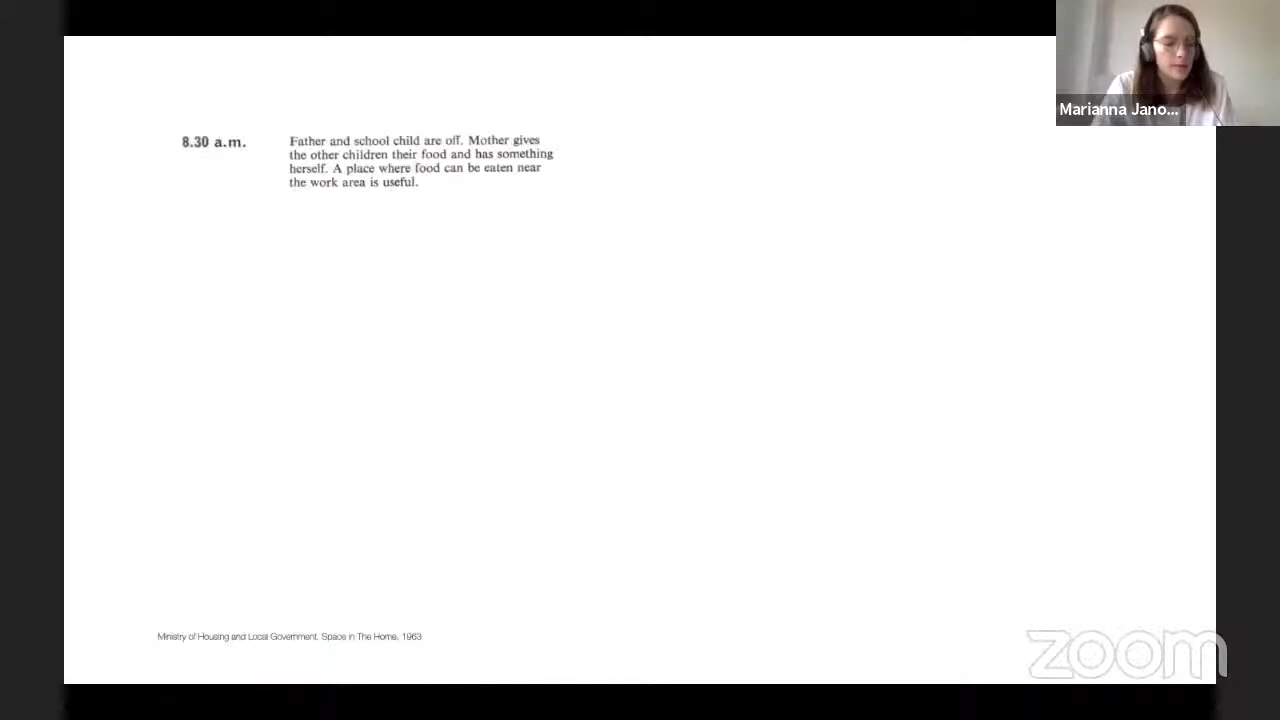 Marianna Jano...
8.30 a.m.
Father and school child are off. Mother gives
the other children their food and has something
herself. A place where food can be eaten near
the work area is useful.
Ministry of Housing and Local Government. Space in The Home. 1963
zoom